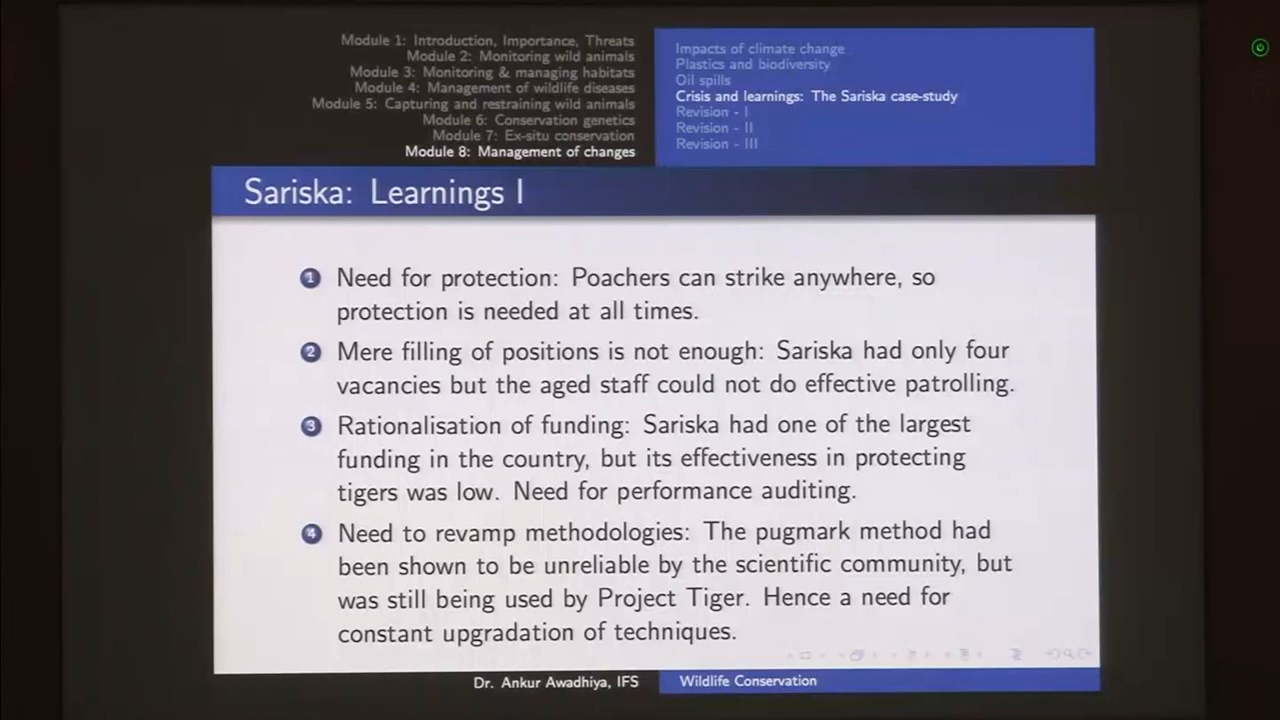 Module 1: Introduction, Importance, Threats
Module 2: Monitoring wild animals
Module 3: Monitoring & managing habitats
Module 4: Management of wildlife diseases
Module 5: Capturing and restraining wild animals
Module 6: Conservation genetics
Module 7: Ex-situ conservation
Module 8: Management of changes
Impacts of climate change
Plastics and biodiversity
Oil spills
Crisis and learnings: The Sariska case-study
Revision - I
Revision - II
Revision - III
Sariska: Learnings I
1 Need for protection: Poachers can strike anywhere, so
protection is needed at all times.
2 Mere filling of positions is not enough: Sariska had only four
vacancies but the aged staff could not do effective patrolling.
3 Rationalisation of funding: Sariska had one of the largest
funding in the country, but its effectiveness in protecting
tigers was low. Need for performance auditing.
4 Need to revamp methodologies: The pugmark method had
been shown to be unreliable by the scientific community, but
was still being used by Project Tiger. Hence a need for
constant upgradation of techniques.
Dr. Ankur Awadhiya, IFS
Wildlife Conservation